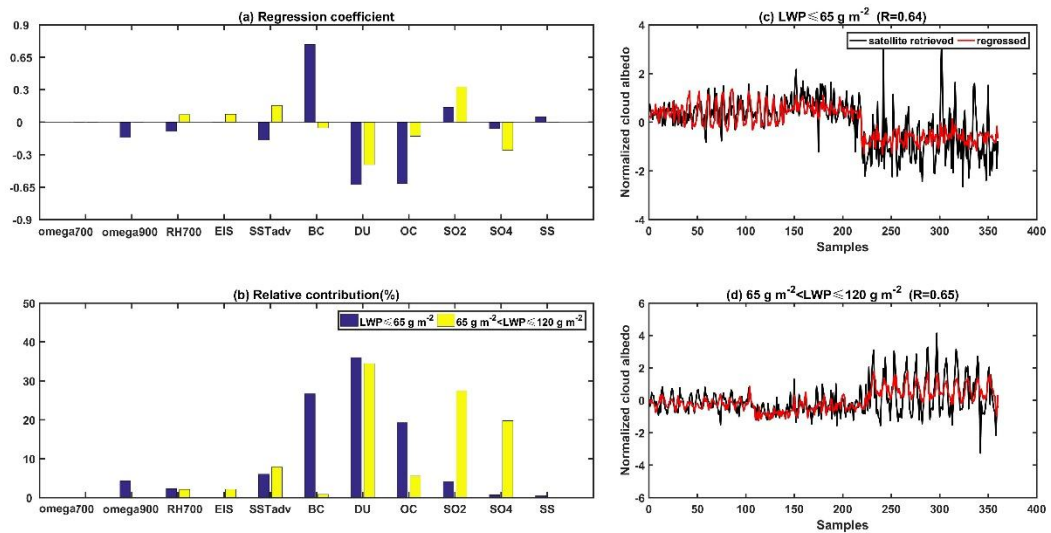 (a) Regression coefficient
0.9
0.65
0.3
0
-0.3
-0.65
-0.9
omega700 omega900 RH700 EIS SSTadv BC DU OC SO2 SO4 SS
(b) Relative contribution(%)
50
40
30
20
10
0
LWP≦65 g m-2 65 g m-2<LWP≦120 g m-2
omega700 omega900 RH700 EIS SSTadv BC DU OC SO2 SO4 SS
(c) LWP≦65 g m-2 (R=0.64)
satellite retrieved regressed
Normalized cloud albedo
4
2
0
-2
-4
0 50 100 150 200 250 300 350 400
Samples
(d) 65 g m-2<LWP≦120 g m-2 (R=0.65)
Normalized cloud albedo
6
4
2
0
-2
-4
-6
0 50 100 150 200 250 300 350 400
Samples